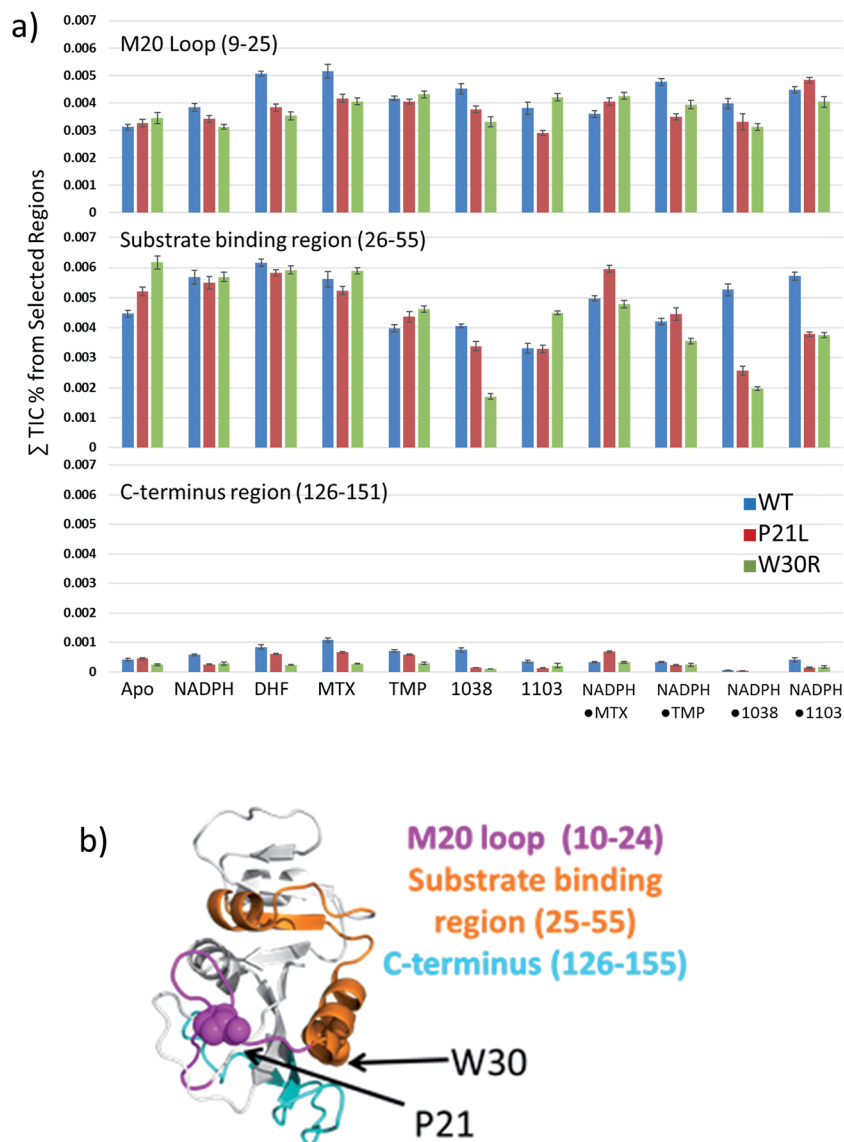 a)
∑ TIC % from Selected Regions
0.007
0.006
0.005
0.004
0.003
0.002
0.001
0
M20 Loop (9-25)
0.007
0.006
0.005
0.004
0.003
0.002
0.001
0
Substrate binding region (26-55)
0.007
0.006
0.005
0.004
0.003
0.002
0.001
0
C-terminus region (126-151)
WT
P21L
W30R
Apo NADPH DHF MTX TMP 1038 1103 NADPH NADPH NADPH NADPH
●MTX ●TMP ●1038 ●1103
b)
M20 loop (10-24)
Substrate binding
region (25-55)
C-terminus (126-155)
W30
P21